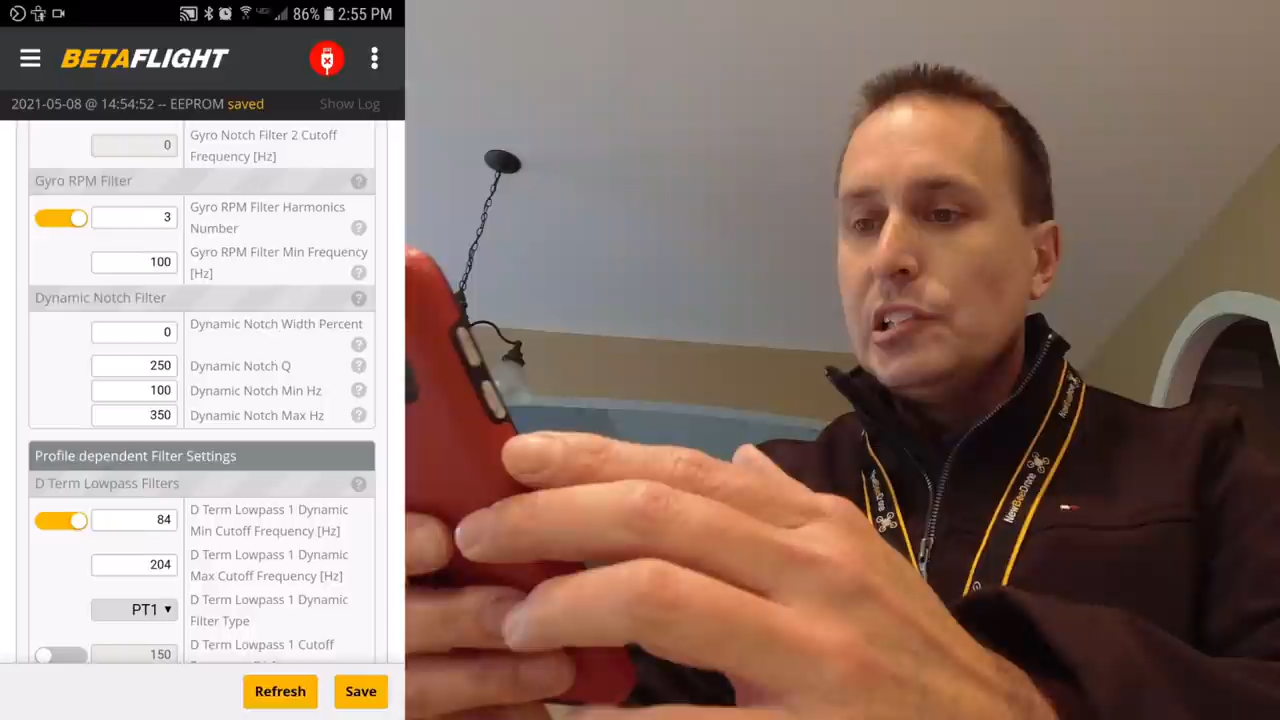 86% 2:55 PM
BETAFLIGHT
2021-05-08 @ 14:54:52 -- EEPROM saved Show Log
0 Gyro Notch Filter 2 Cutoff
Frequency [Hz]
Gyro RPM Filter ?
3 Gyro RPM Filter Harmonics
Number ?
100 Gyro RPM Filter Min Frequency
[Hz] ?
Dynamic Notch Filter ?
0 Dynamic Notch Width Percent
?
250 Dynamic Notch Q ?
100 Dynamic Notch Min Hz ?
350 Dynamic Notch Max Hz ?
Profile dependent Filter Settings
D Term Lowpass Filters ?
84 D Term Lowpass 1 Dynamic
Min Cutoff Frequency [Hz]
204 D Term Lowpass 1 Dynamic
Max Cutoff Frequency [Hz]
PT1 D Term Lowpass 1 Dynamic
Filter Type
150 D Term Lowpass 1 Cutoff
Refresh Save
NewBeeDrone